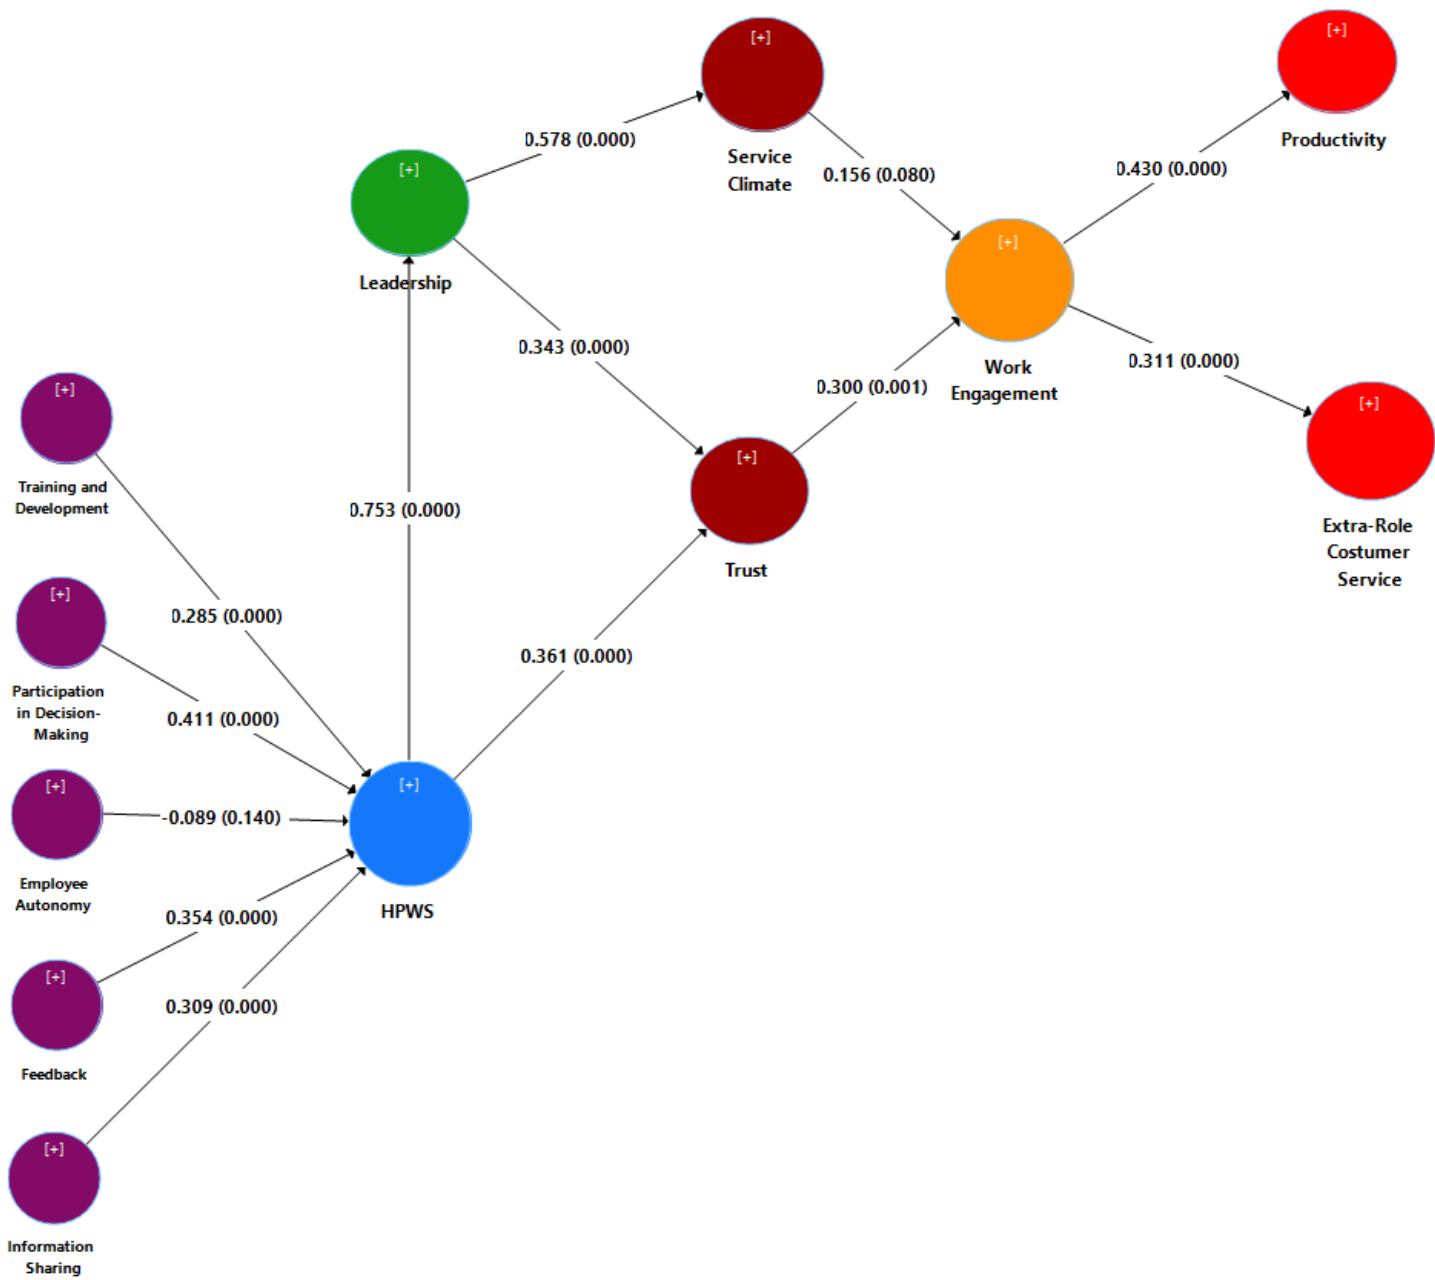 [+]
Productivity
[+]
Service
Climate
0.578 (0.000)
0.156 (0.080)
0.430 (0.000)
[+]
Leadership
[+]
Work
Engagement
0.343 (0.000)
0.300 (0.001)
0.311 (0.000)
[+]
Extra-Role
Costumer
Service
[+]
Trust
[+]
Training and
Development
0.753 (0.000)
0.285 (0.000)
0.361 (0.000)
[+]
Participation
in Decision-
Making
0.411 (0.000)
[+]
Employee
Autonomy
-0.089 (0.140)
[+]
HPWS
0.354 (0.000)
[+]
Feedback
0.309 (0.000)
[+]
Information
Sharing